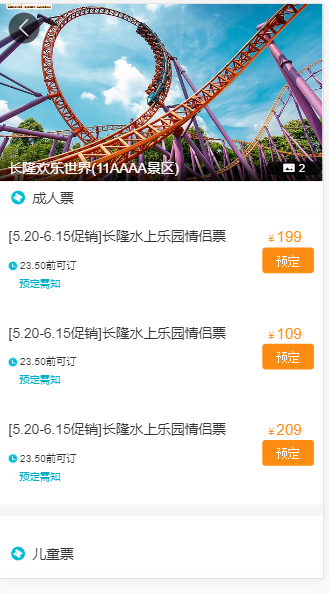 长隆欢乐世界(11AAAA景区)
2
成人票
[5.20-6.15促销]长隆水上乐园情侣票
¥199
23.50前可订
预定
预定需知
[5.20-6.15促销]长隆水上乐园情侣票
¥109
23.50前可订
预定
预定需知
[5.20-6.15促销]长隆水上乐园情侣票
¥209
23.50前可订
预定
预定需知
儿童票